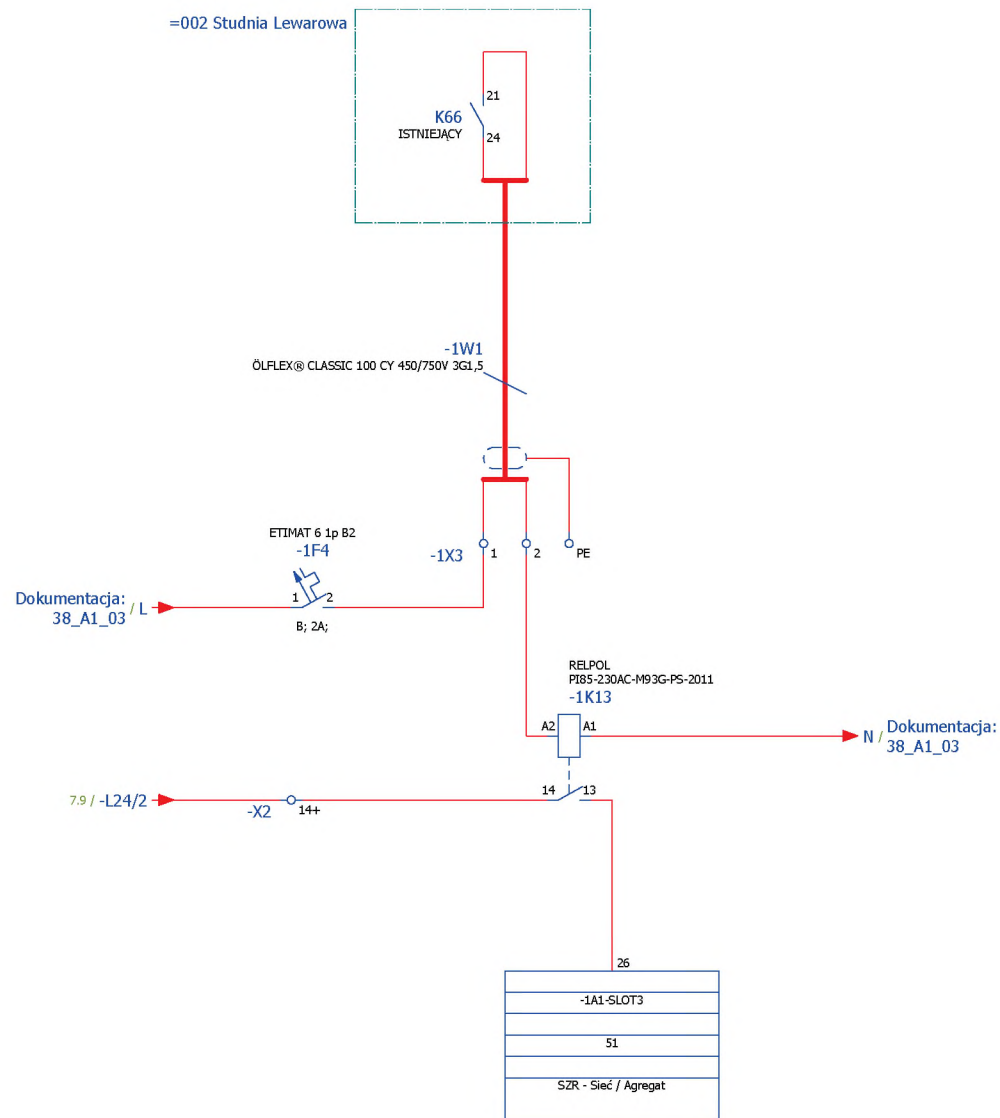 =002 Studnia Lewarowa
21
K66
ISTNIEJĄCY
24
-1W1
ÖLFLEX® CLASSIC 100 CY 450/750V 3G1,5
ETIMAT 6 1p B2
-1F4
-1X3
1
2
PE
1
2
Dokumentacja:
38_A1_03
/ L
B; 2A;
RELPOL
PI85-230AC-M93G-PS-2011
-1K13
A2
A1
N /
Dokumentacja:
38_A1_03
14
13
7.9 / -L24/2
-X2
14+
26
-1A1-SLOT3
51
SZR - Sieć / Agregat